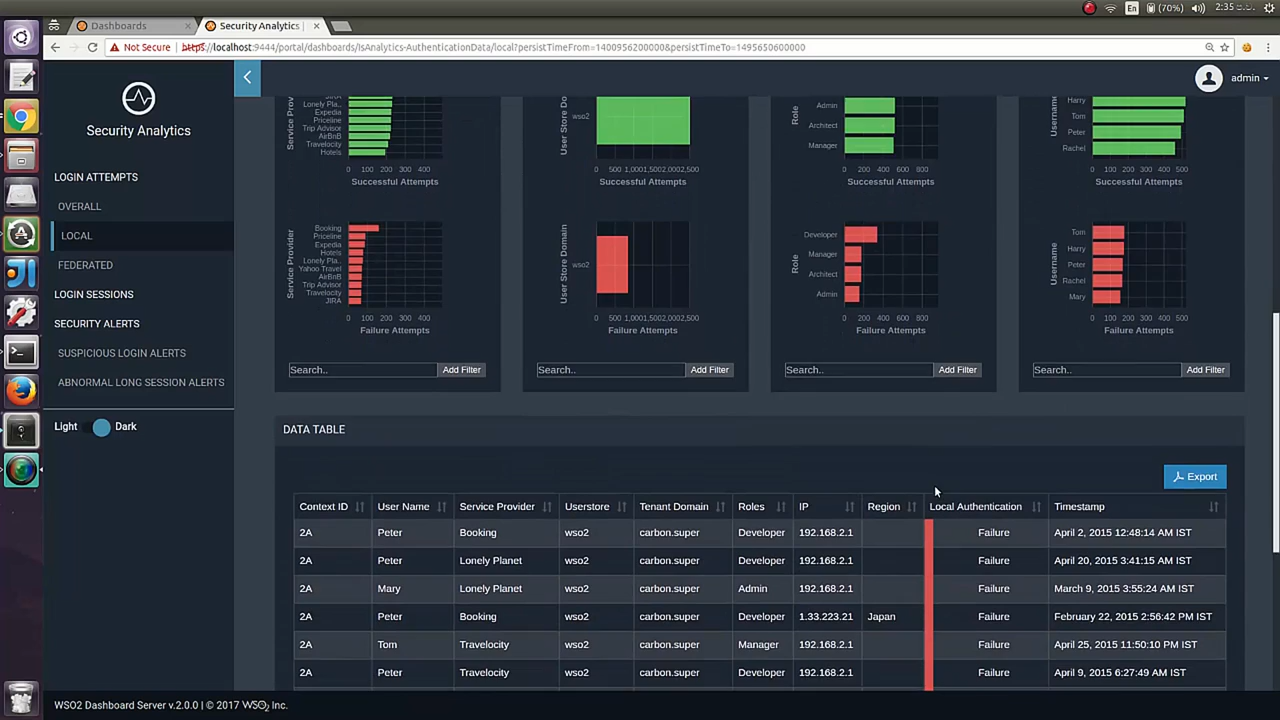 En (70%) 2:35
Dashboards × Security Analytics ×
Not Secure https://localhost:9444/portal/dashboards/IsAnalytics-AuthenticationData/local?persistTimeFrom=1400956200000&persistTimeTo=1495650600000
Security Analytics
LOGIN ATTEMPTS
OVERALL
LOCAL
FEDERATED
LOGIN SESSIONS
SECURITY ALERTS
SUSPICIOUS LOGIN ALERTS
ABNORMAL LONG SESSION ALERTS
Light Dark
admin
Service Provider
JIRA
Lonely Pla..
Expedia
Priceline
Trip Advisor
AirBnB
Travelocity
Hotels
0 100 200 300 400
Successful Attempts
User Store Do
wso2
0 500 1,000 1,500 2,000 2,500
Successful Attempts
Role
Admin
Architect
Manager
0 200 400 600 800
Successful Attempts
Username
Harry
Tom
Peter
Rachel
0 100 200 300 400 500
Successful Attempts
Service Provider
Booking
Priceline
Expedia
Hotels
Lonely Pla..
Yahoo Travel
AirBnB
Trip Advisor
Travelocity
JIRA
0 100 200 300 400
Failure Attempts
User Store Domain
wso2
0 500 1,000 1,500 2,000 2,500
Failure Attempts
Role
Developer
Manager
Architect
Admin
0 200 400 600 800
Failure Attempts
Username
Tom
Harry
Peter
Rachel
Mary
0 100 200 300 400 500
Failure Attempts
Search.. Add Filter Search.. Add Filter Search.. Add Filter Search.. Add Filter
DATA TABLE
Export
Context ID User Name Service Provider Userstore Tenant Domain Roles IP Region Local Authentication Timestamp
2A Peter Booking wso2 carbon.super Developer 192.168.2.1 Failure April 2, 2015 12:48:14 AM IST
2A Peter Lonely Planet wso2 carbon.super Developer 192.168.2.1 Failure April 20, 2015 3:41:15 AM IST
2A Mary Lonely Planet wso2 carbon.super Admin 192.168.2.1 Failure March 9, 2015 3:55:24 AM IST
2A Peter Booking wso2 carbon.super Developer 1.33.223.21 Japan Failure February 22, 2015 2:56:42 PM IST
2A Tom Travelocity wso2 carbon.super Manager 192.168.2.1 Failure April 25, 2015 11:50:10 PM IST
2A Peter Travelocity wso2 carbon.super Developer 192.168.2.1 Failure April 9, 2015 6:27:49 AM IST
WSO2 Dashboard Server v.2.0.0 | © 2017 WSO2 Inc.